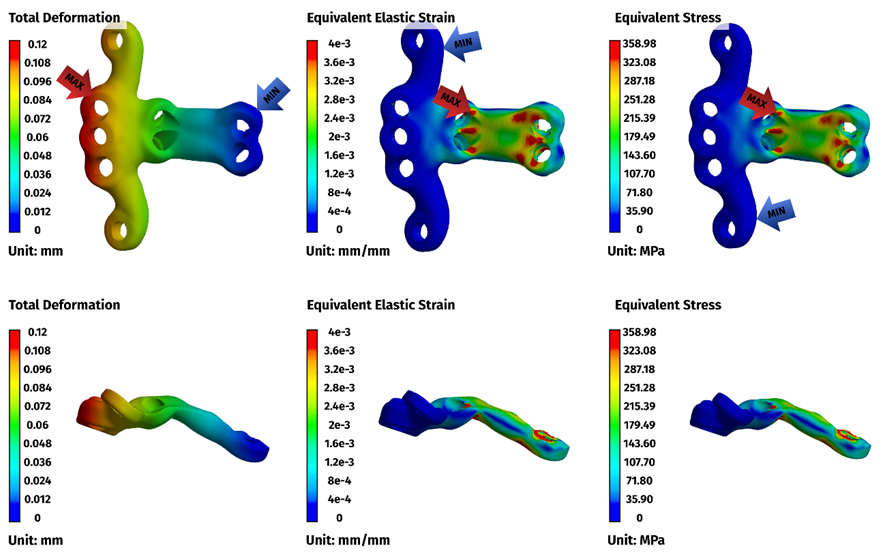 Total Deformation
0.12
0.108
0.096
0.084
0.072
0.06
0.048
0.036
0.024
0.012
0
Unit: mm
MAX
MIN
Equivalent Elastic Strain
4e-3
3.6e-3
3.2e-3
2.8e-3
2.4e-3
2e-3
1.6e-3
1.2e-3
8e-4
4e-4
0
Unit: mm/mm
MIN
MAX
Equivalent Stress
358.98
323.08
287.18
251.28
215.39
179.49
143.60
107.70
71.80
35.90
0
Unit: MPa
MAX
MIN
Total Deformation
0.12
0.108
0.096
0.084
0.072
0.06
0.048
0.036
0.024
0.012
0
Unit: mm
Equivalent Elastic Strain
4e-3
3.6e-3
3.2e-3
2.8e-3
2.4e-3
2e-3
1.6e-3
1.2e-3
8e-4
4e-4
0
Unit: mm/mm
Equivalent Stress
358.98
323.08
287.18
251.28
215.39
179.49
143.60
107.70
71.80
35.90
0
Unit: MPa